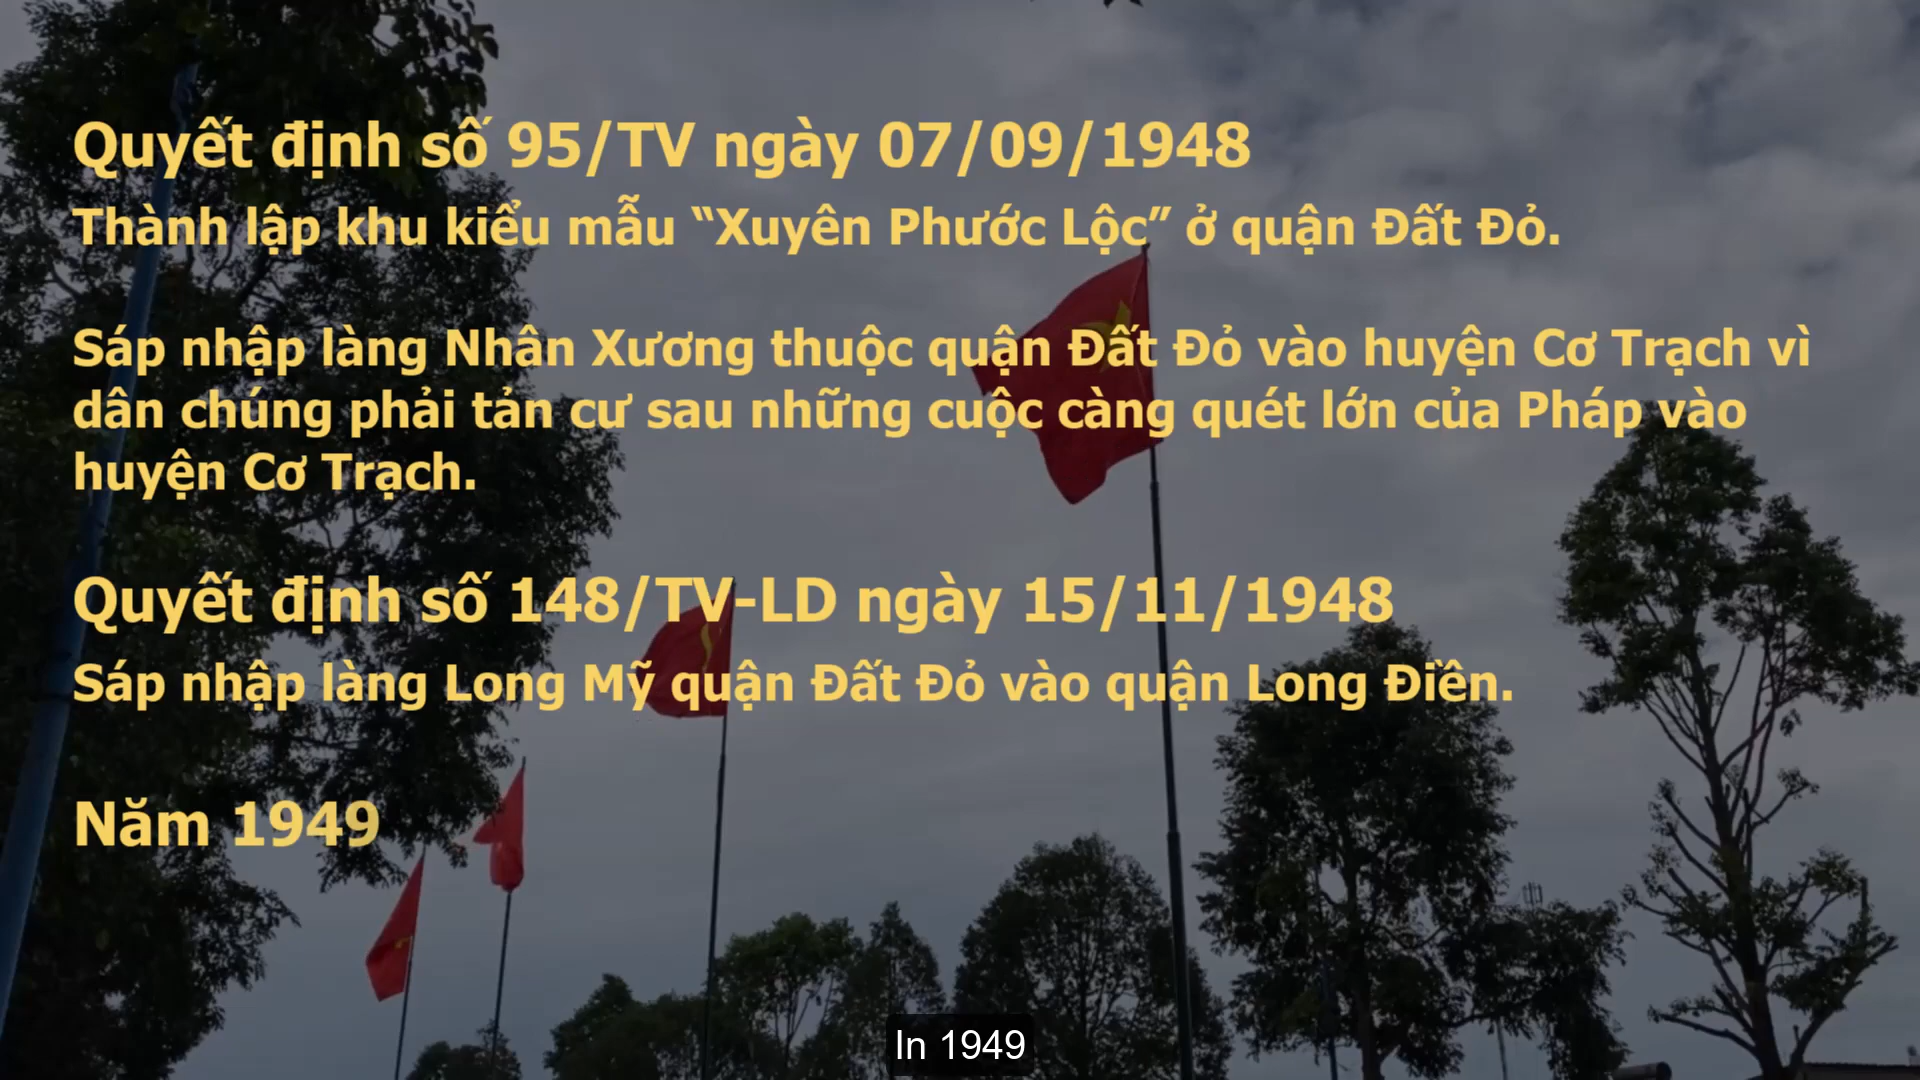 Quyết định số 95/TV ngày 07/09/1948
Thành lập khu kiểu mẫu “Xuyên Phước Lộc” ở quận Đất Đỏ.
Sáp nhập làng Nhân Xương thuộc quận Đất Đỏ vào huyện Cơ Trạch vì
dân chúng phải tản cư sau những cuộc càng quét lớn của Pháp vào
huyện Cơ Trạch.
Quyết định số 148/TV-LD ngày 15/11/1948
Sáp nhập làng Long Mỹ quận Đất Đỏ vào quận Long Điền.
Năm 1949
In 1949